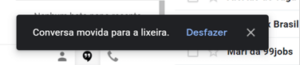 Conversa movida para a lixeira. Desfazer
Brasil
Mari da 99jobs